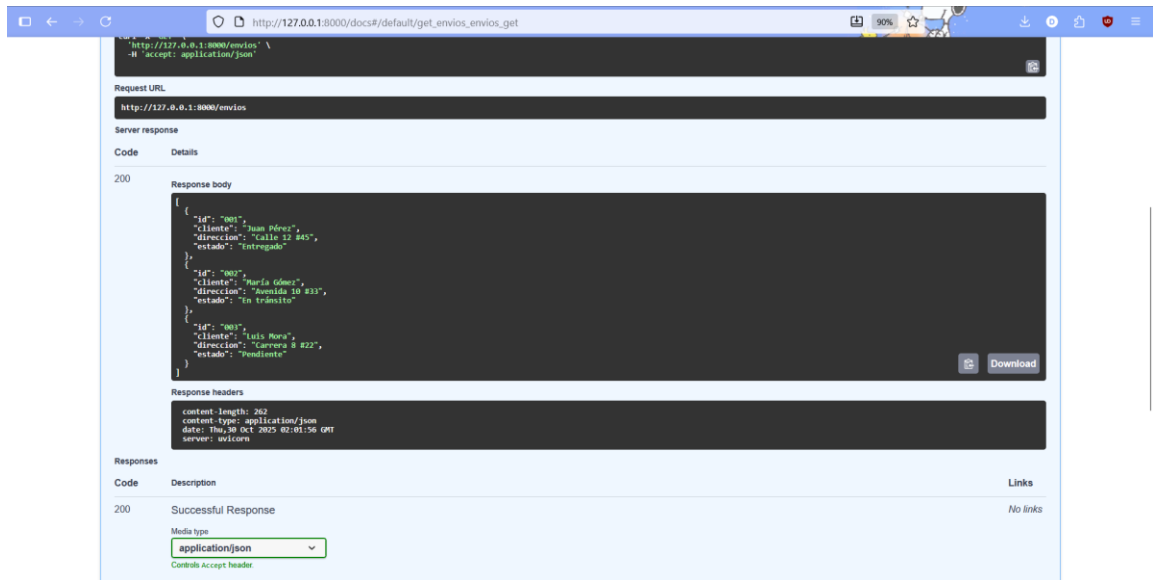 http://127.0.0.1:8000/docs#/default/get_envios_envios_get
90%
'http://127.0.0.1:8000/envios' \
-H 'accept: application/json'
Request URL
http://127.0.0.1:8000/envios
Server response
Code Details
200
Response body
[
{
"id": "001",
"cliente": "Juan Pérez",
"direccion": "Calle 12 #45",
"estado": "Entregado"
},
{
"id": "002",
"cliente": "María Gómez",
"direccion": "Avenida 10 #33",
"estado": "En tránsito"
},
{
"id": "003",
"cliente": "Luis Mora",
"direccion": "Carrera 8 #22",
"estado": "Pendiente"
}
]
Download
Response headers
content-length: 262
content-type: application/json
date: Thu,30 Oct 2025 02:01:56 GMT
server: uvicorn
Responses
Code Description Links
200 Successful Response No links
Media type
application/json
Controls Accept header.